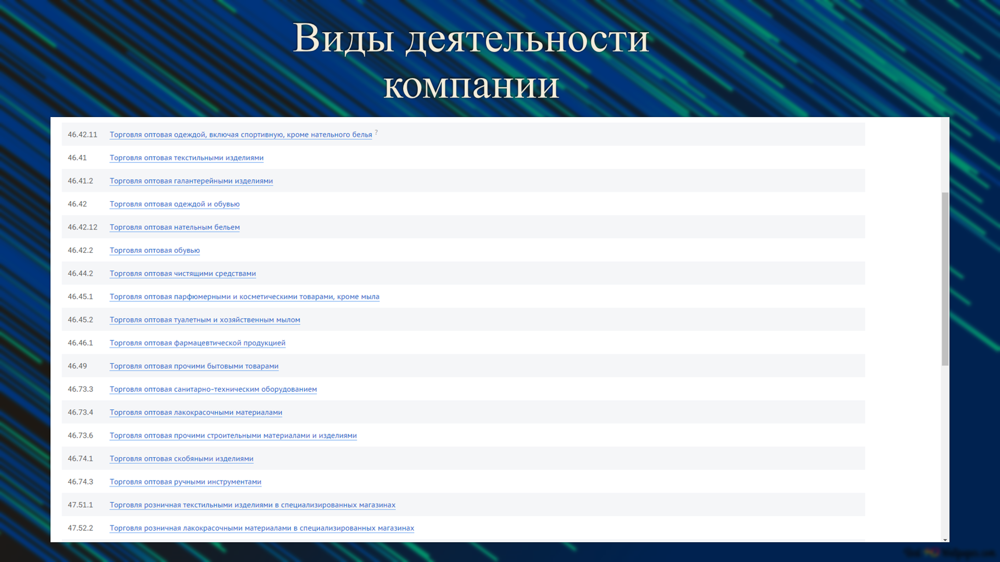 Виды деятельности
компании
46.42.11 Торговля оптовая одеждой, включая спортивную, кроме нательного белья ?
46.41 Торговля оптовая текстильными изделиями
46.41.2 Торговля оптовая галантерейными изделиями
46.42 Торговля оптовая одеждой и обувью
46.42.12 Торговля оптовая нательным бельем
46.42.2 Торговля оптовая обувью
46.44.2 Торговля оптовая чистящими средствами
46.45.1 Торговля оптовая парфюмерными и косметическими товарами, кроме мыла
46.45.2 Торговля оптовая туалетным и хозяйственным мылом
46.46.1 Торговля оптовая фармацевтической продукцией
46.49 Торговля оптовая прочими бытовыми товарами
46.73.3 Торговля оптовая санитарно-техническим оборудованием
46.73.4 Торговля оптовая лакокрасочными материалами
46.73.6 Торговля оптовая прочими строительными материалами и изделиями
46.74.1 Торговля оптовая скобяными изделиями
46.74.3 Торговля оптовая ручными инструментами
47.51.1 Торговля розничная текстильными изделиями в специализированных магазинах
47.52.2 Торговля розничная лакокрасочными материалами в специализированных магазинах